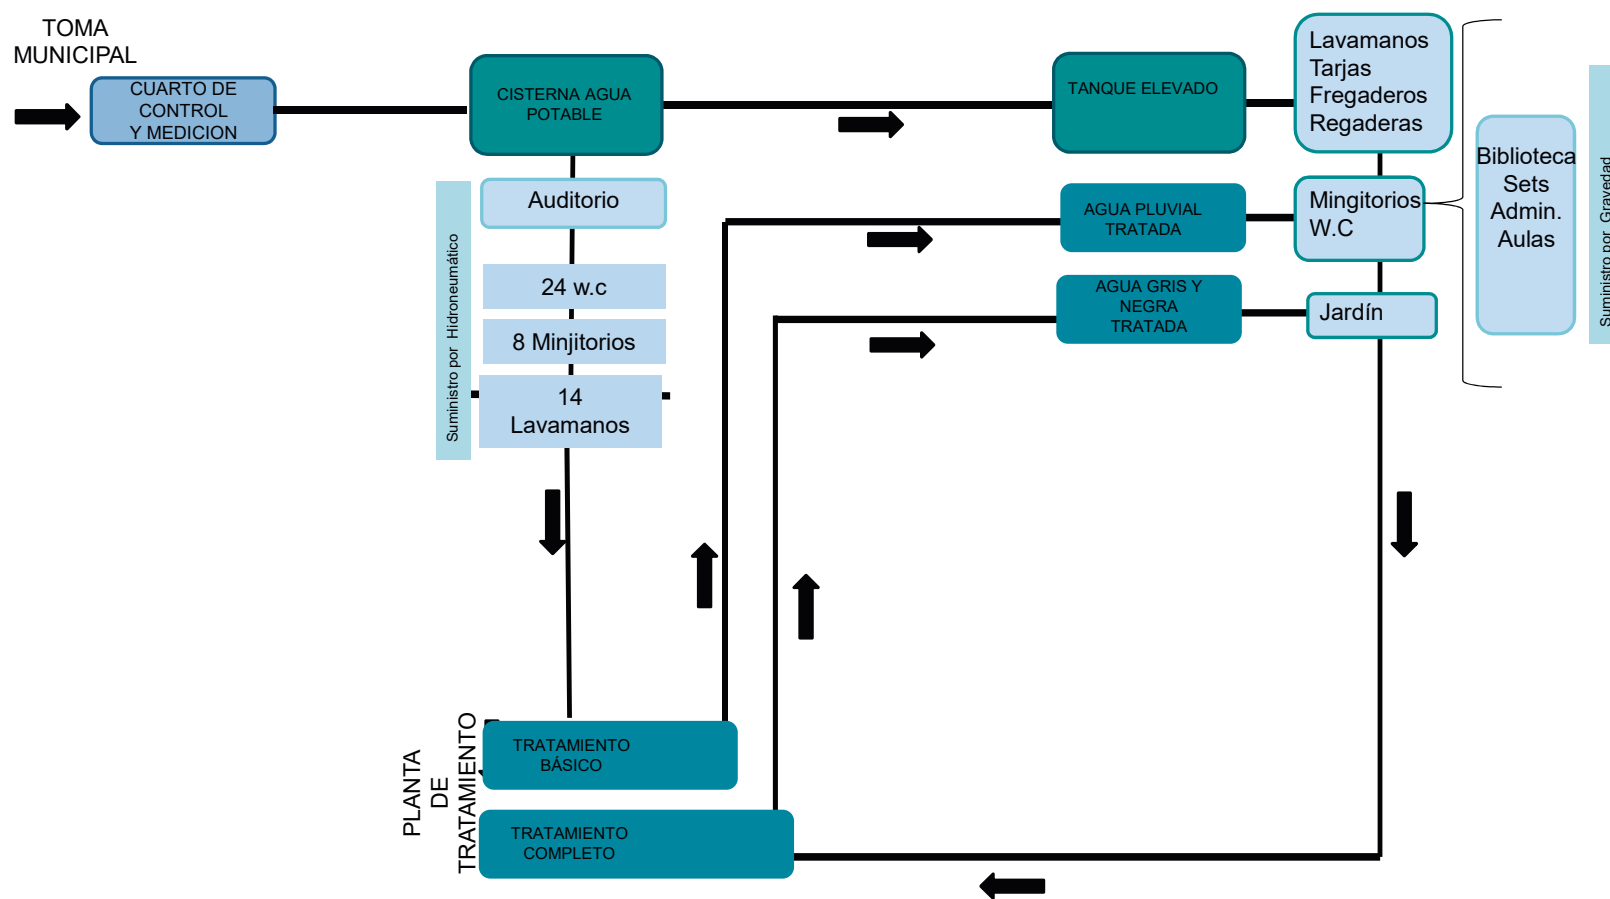 TOMA
MUNICIPAL
CUARTO DE
CONTROL
Y MEDICION
CISTERNA AGUA
POTABLE
TANQUE ELEVADO
Lavamanos
Tarjas
Fregaderos
Regaderas
Biblioteca
Sets
Admin.
Aulas
Suministro por Gravedad
Auditorio
AGUA PLUVIAL
TRATADA
Mingitorios
W.C
Suministro por Hidroneumático
24 w.c
AGUA GRIS Y
NEGRA
TRATADA
Jardín
8 Minjitorios
14
Lavamanos
PLANTA
DE
TRATAMIENTO
TRATAMIENTO
BÁSICO
TRATAMIENTO
COMPLETO